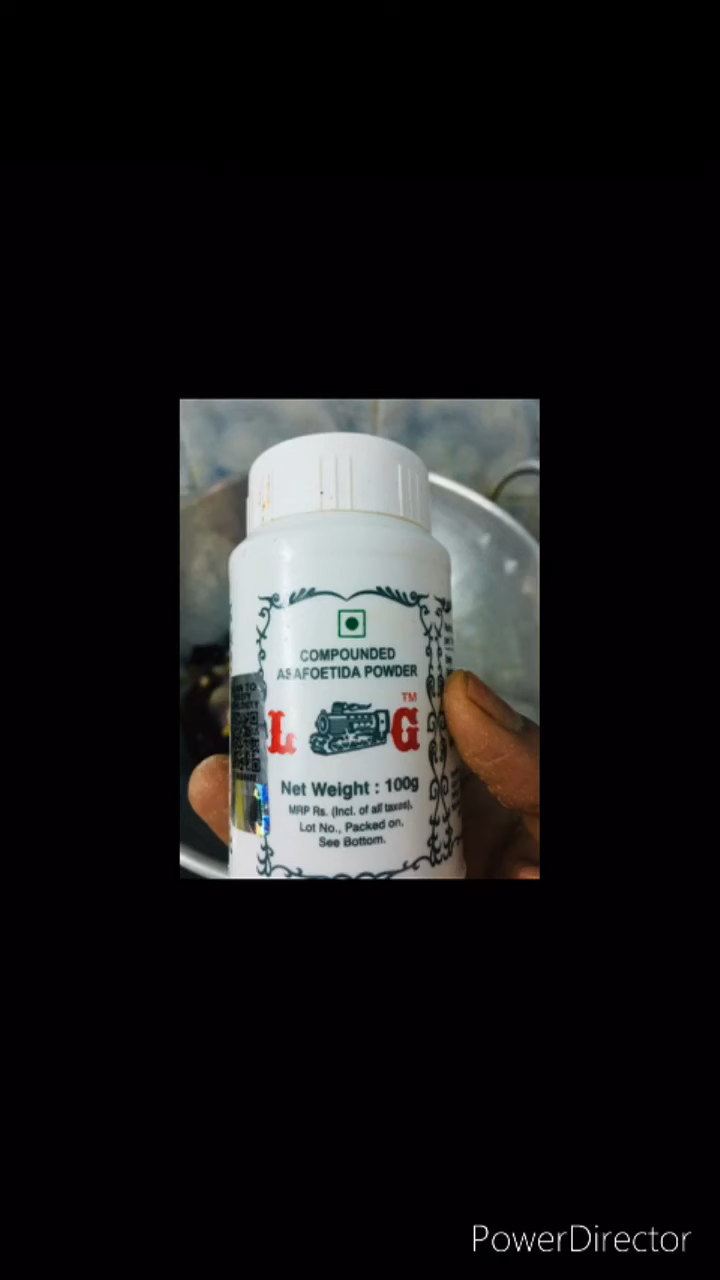 COMPOUNDED
ASAFOETIDA POWDER
TM
L G
Net Weight : 100g
MRP Rs. (Incl. of all taxes),
Lot No., Packed on,
See Bottom.
PowerDirector